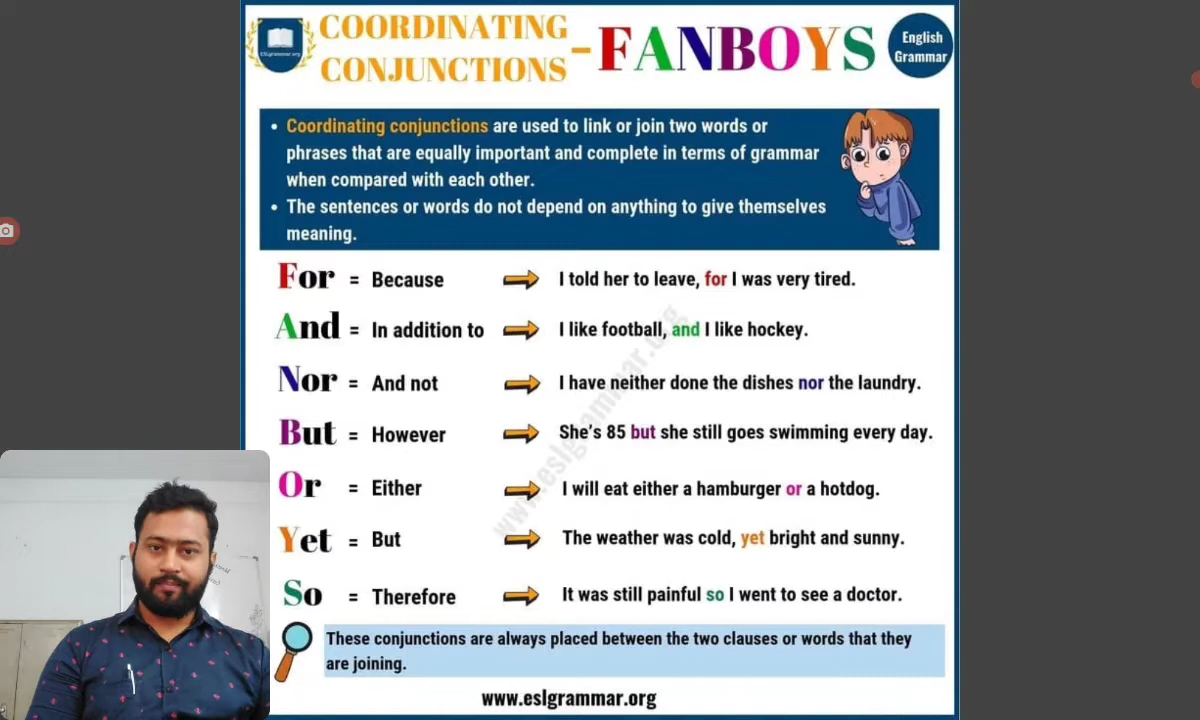 COORDINATING
CONJUNCTIONS
- FANBOYS
English
Grammar
ESLgrammar.org
• Coordinating conjunctions are used to link or join two words or
phrases that are equally important and complete in terms of grammar
when compared with each other.
• The sentences or words do not depend on anything to give themselves
meaning.
For = Because I told her to leave, for I was very tired.
And = In addition to I like football, and I like hockey.
Nor = And not I have neither done the dishes nor the laundry.
But = However She's 85 but she still goes swimming every day.
Or = Either I will eat either a hamburger or a hotdog.
Yet = But The weather was cold, yet bright and sunny.
So = Therefore It was still painful so I went to see a doctor.
These conjunctions are always placed between the two clauses or words that they
are joining.
www.eslgrammar.org
www.eslgrammar.org